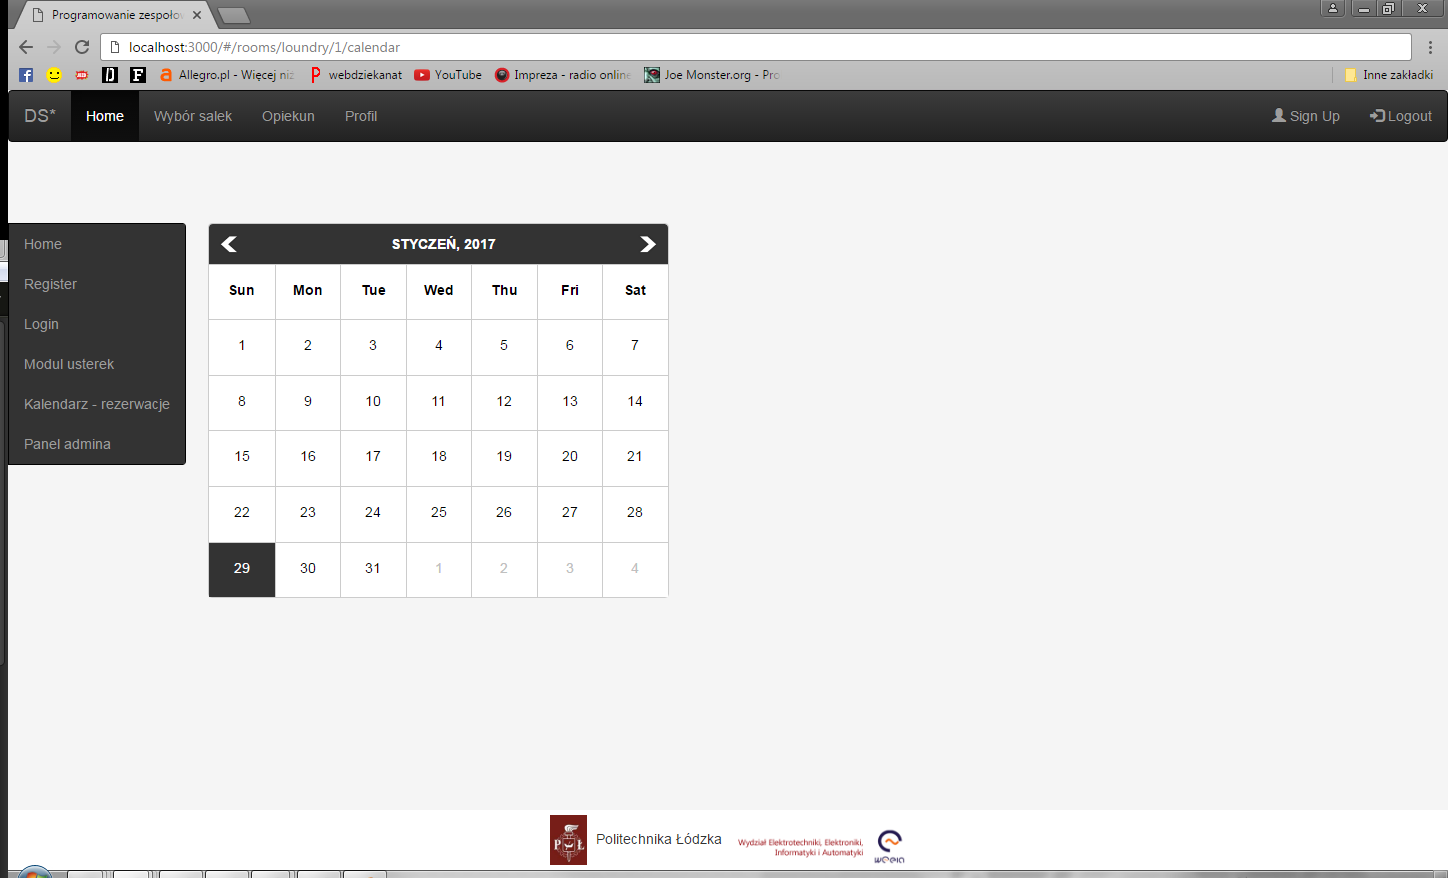 Programowanie zespoło
localhost:3000/#/rooms/loundry/1/calendar
Allegro.pl - Więcej niż
webdziekanat
YouTube
Impreza - radio online
Joe Monster.org - Pro
Inne zakładki
DS* Home Wybór salek Opiekun Profil Sign Up Logout
Home
Register
Login
Modul usterek
Kalendarz - rezerwacje
Panel admina
STYCZEŃ, 2017
Sun Mon Tue Wed Thu Fri Sat
1 2 3 4 5 6 7
8 9 10 11 12 13 14
15 16 17 18 19 20 21
22 23 24 25 26 27 28
29 30 31 1 2 3 4
Politechnika Łódzka
Wydział Elektrotechniki, Elektroniki,
Informatyki i Automatyki
weeia